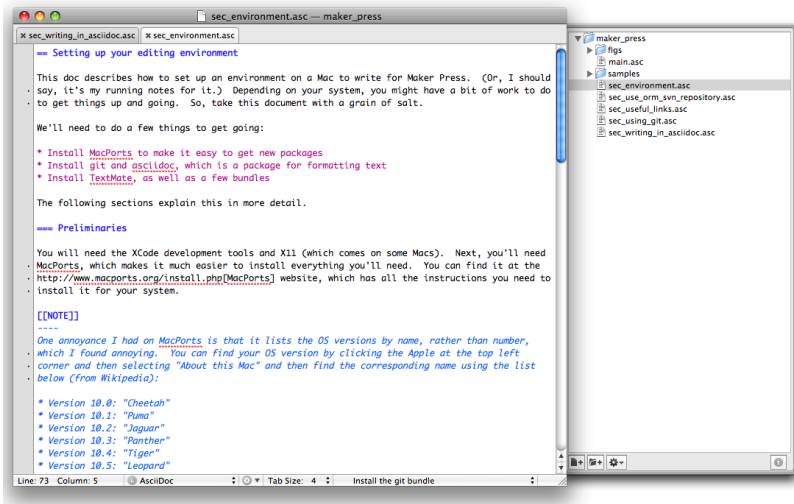 sec_environment.asc — maker_press
sec_writing_in_asciidoc.asc
sec_environment.asc
== Setting up your editing environment
This doc describes how to set up an environment on a Mac to write for Maker Press.  (Or, I should
say, it's my running notes for it.)  Depending on your system, you might have a bit of work to do
to get things up and going.  So, take this document with a grain of salt.
We'll need to do a few things to get going:
* Install MacPorts to make it easy to get new packages
* Install git and asciidoc, which is a package for formatting text
* Install TextMate, as well as a few bundles
The following sections explain this in more detail.
=== Preliminaries
You will need the XCode development tools and X11 (which comes on some Macs).  Next, you'll need
MacPorts, which makes it much easier to install everything you'll need.  You can find it at the
http://www.macports.org/install.php[MacPorts] website, which has all the instructions you need to
install it for your system.
[[NOTE]]
----
One annoyance I had on MacPorts is that it lists the OS versions by name, rather than number,
which I found annoying.  You can find your OS version by clicking the Apple at the top left
corner and then selecting "About this Mac" and then find the corresponding name using the list
below (from Wikipedia):
* Version 10.0: "Cheetah"
* Version 10.1: "Puma"
* Version 10.2: "Jaguar"
* Version 10.3: "Panther"
* Version 10.4: "Tiger"
* Version 10.5: "Leopard"
Line: 73  Column: 5  AsciiDoc  Tab Size:  4  Install the git bundle
maker_press
figs
main.asc
samples
sec_environment.asc
sec_use_orm_svn_repository.asc
sec_useful_links.asc
sec_using_git.asc
sec_writing_in_asciidoc.asc